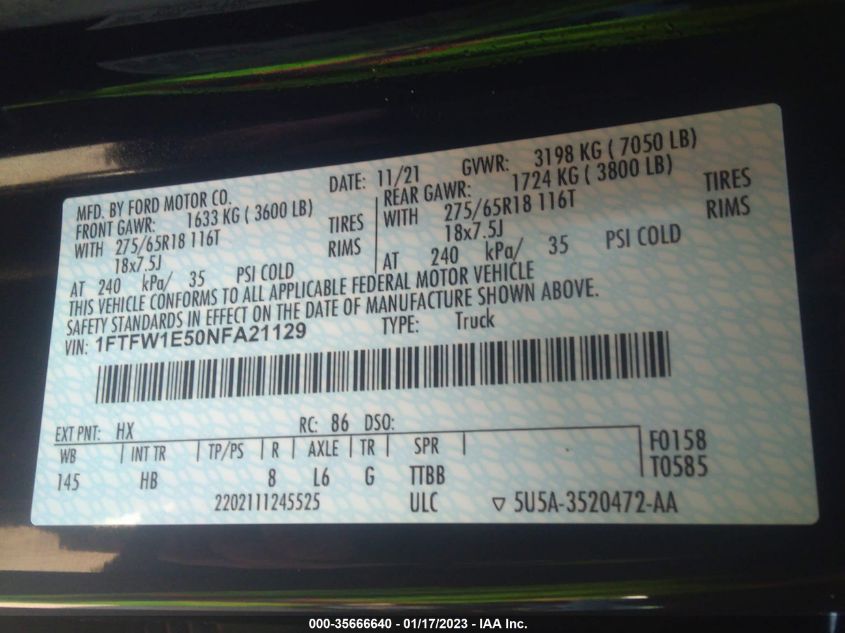 MFD. BY FORD MOTOR CO.
DATE: 11/21 GVWR: 3198 KG ( 7050 LB)
FRONT GAWR: 1633 KG ( 3600 LB)
WITH 275/65R18 116T TIRES
18x7.5J RIMS
AT 240 kPa/ 35 PSI COLD
REAR GAWR: 1724 KG ( 3800 LB)
WITH 275/65R18 116T TIRES
18x7.5J RIMS
AT 240 kPa/ 35 PSI COLD
THIS VEHICLE CONFORMS TO ALL APPLICABLE FEDERAL MOTOR VEHICLE
SAFETY STANDARDS IN EFFECT ON THE DATE OF MANUFACTURE SHOWN ABOVE.
VIN: 1FTFW1E50NFA21129 TYPE: Truck
EXT PNT: HX RC: 86 DSO:
WB INT TR TP/PS R AXLE TR SPR F0158
145 HB 8 L6 G TTBB T0585
2202111245525 ULC 5U5A-3520472-AA
000-35666640 - 01/17/2023 - IAA Inc.